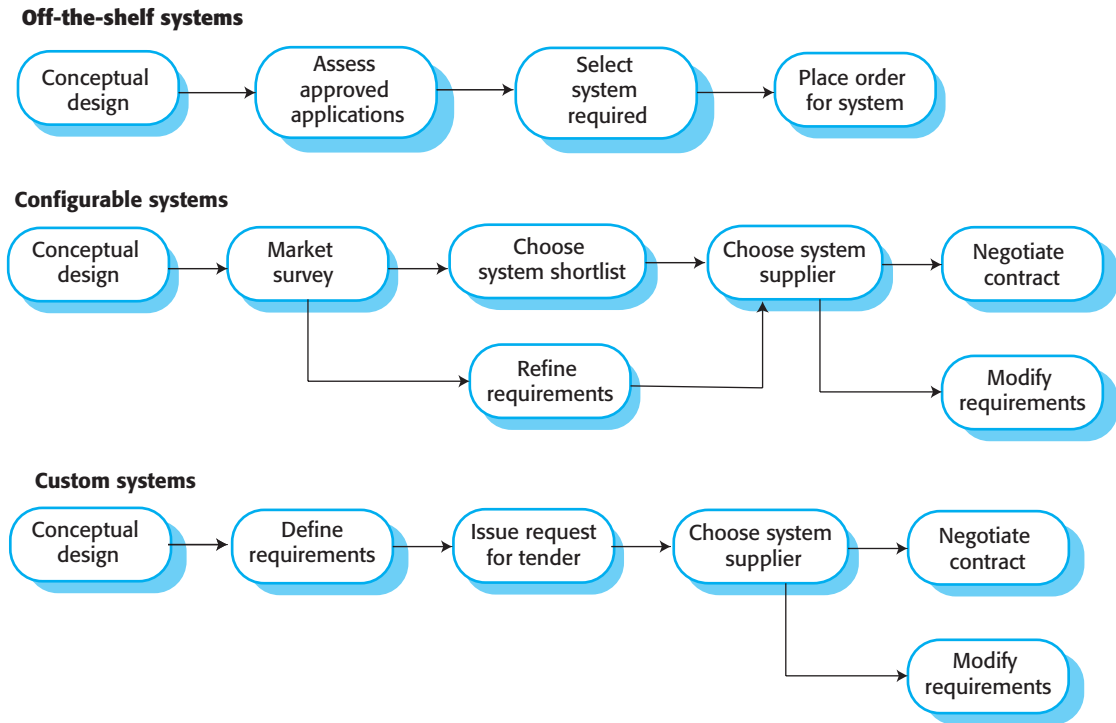 Off-the-shelf systems
Conceptual
design
Assess
approved
applications
Select
system
required
Place order
for system
Configurable systems
Conceptual
design
Market
survey
Choose
system shortlist
Choose system
supplier
Negotiate
contract
Refine
requirements
Modify
requirements
Custom systems
Conceptual
design
Define
requirements
Issue request
for tender
Choose system
supplier
Negotiate
contract
Modify
requirements